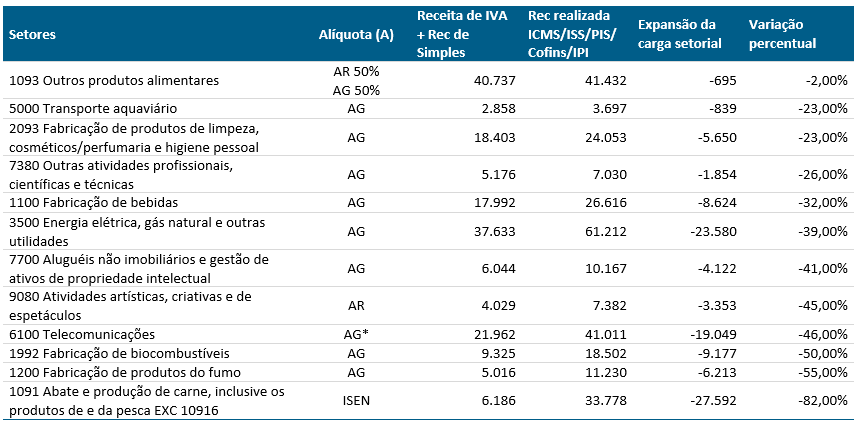 Setores Alíquota (A) Receita de IVA + Rec de Simples Rec realizada ICMS/ISS/PIS/Cofins/IPI Expansão da carga setorial Variação percentual
1093 Outros produtos alimentares AR 50% AG 50% 40.737 41.432 -695 -2,00%
5000 Transporte aquaviário AG 2.858 3.697 -839 -23,00%
2093 Fabricação de produtos de limpeza, cosméticos/perfumaria e higiene pessoal AG 18.403 24.053 -5.650 -23,00%
7380 Outras atividades profissionais, científicas e técnicas AG 5.176 7.030 -1.854 -26,00%
1100 Fabricação de bebidas AG 17.992 26.616 -8.624 -32,00%
3500 Energia elétrica, gás natural e outras utilidades AG 37.633 61.212 -23.580 -39,00%
7700 Aluguéis não imobiliários e gestão de ativos de propriedade intelectual AG 6.044 10.167 -4.122 -41,00%
9080 Atividades artísticas, criativas e de espetáculos AR 4.029 7.382 -3.353 -45,00%
6100 Telecomunicações AG* 21.962 41.011 -19.049 -46,00%
1992 Fabricação de biocombustíveis AG 9.325 18.502 -9.177 -50,00%
1200 Fabricação de produtos do fumo AG 5.016 11.230 -6.213 -55,00%
1091 Abate e produção de carne, inclusive os produtos de e da pesca EXC 10916 ISEN 6.186 33.778 -27.592 -82,00%